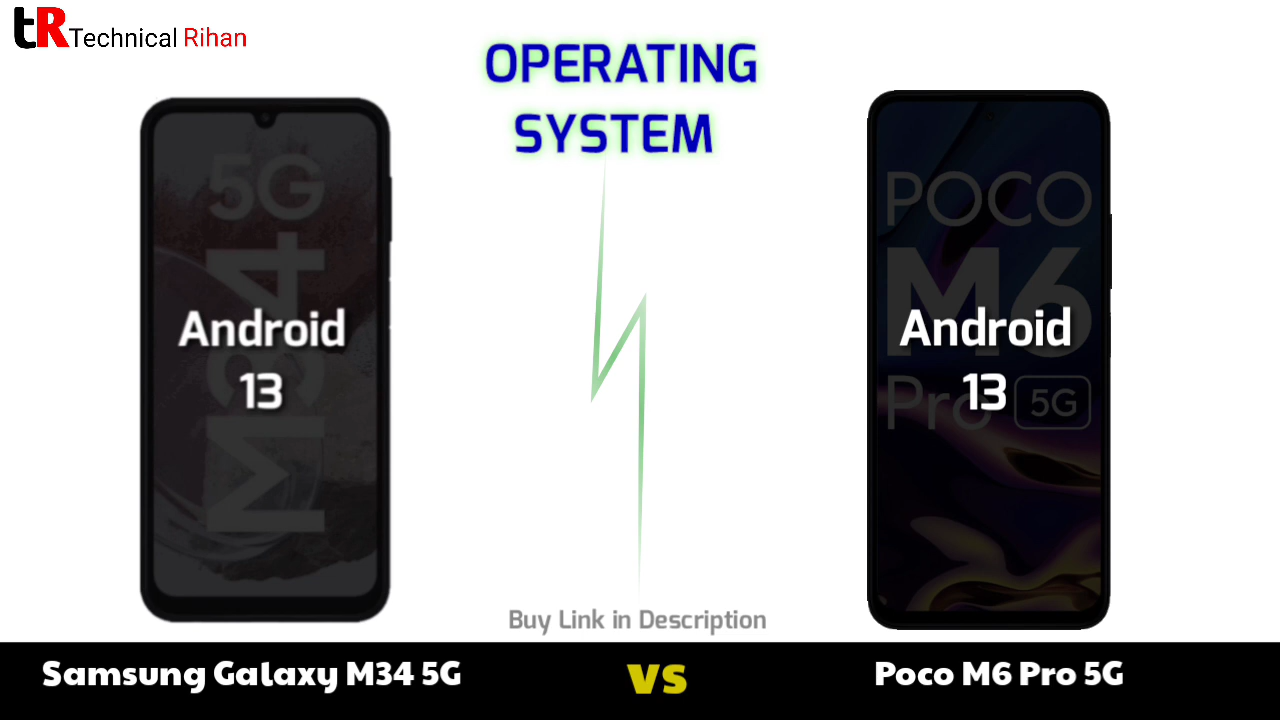 tR Technical Rihan
OPERATING
SYSTEM
5G
M34
Android
13
POCO
M6
Pro 5G
Android
13
Buy Link in Description
Samsung Galaxy M34 5G
VS
Poco M6 Pro 5G